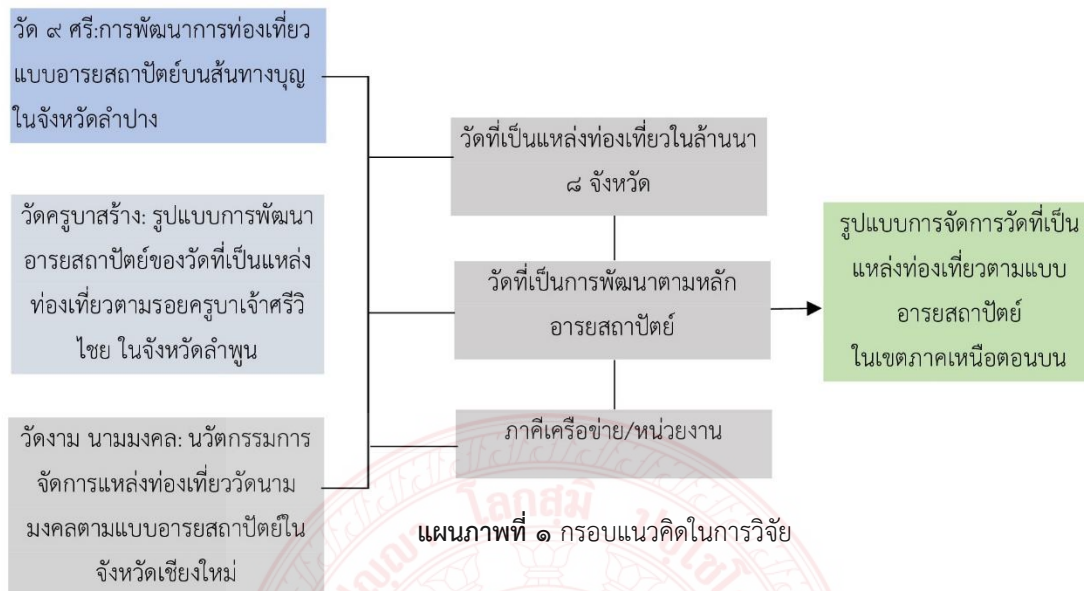 วัด ๙ ศรี:การพัฒนาการท่องเที่ยว
แบบอารยสถาปัตย์บนส้นทางบุญ
ในจังหวัดลำปาง
วัดครูบาสร้าง: รูปแบบการพัฒนา
อารยสถาปัตย์ของวัดที่เป็นแหล่ง
ท่องเที่ยวตามรอยครูบาเจ้าศรีวิ
ไชย ในจังหวัดลำพูน
วัดงาม นามมงคล: นวัตกรรมการ
จัดการแหล่งท่องเที่ยววัดนาม
มงคลตามแบบอารยสถาปัตย์ใน
จังหวัดเชียงใหม่
วัดที่เป็นแหล่งท่องเที่ยวในล้านนา
๘ จังหวัด
วัดที่เป็นการพัฒนาตามหลัก
อารยสถาปัตย์
ภาคีเครือข่าย/หน่วยงาน
รูปแบบการจัดการวัดที่เป็น
แหล่งท่องเที่ยวตามแบบ
อารยสถาปัตย์
ในเขตภาคเหนือตอนบน
แผนภาพที่ ๑ กรอบแนวคิดในการวิจัย
โลกสฺมึ